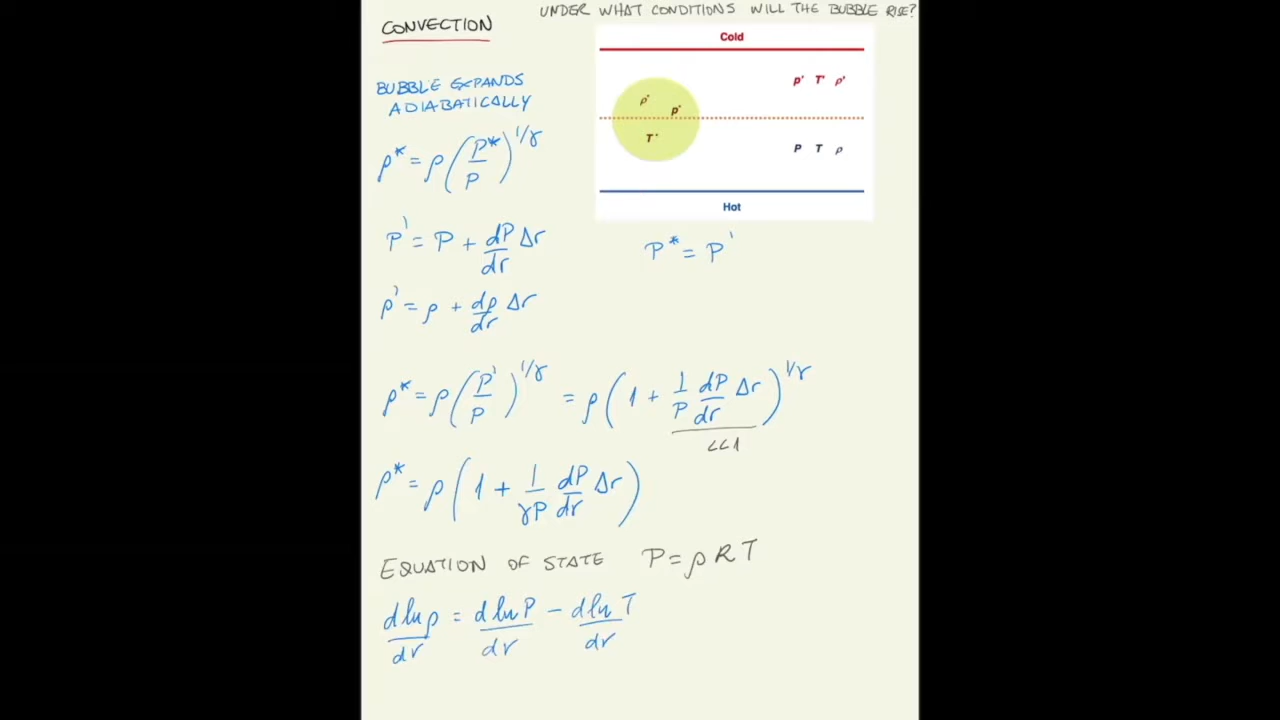 UNDER WHAT CONDITIONS WILL THE BUBBLE RISE?
CONVECTION
Cold
BUBBLE EXPANDS
ADIABATICALLY
P' T' ρ'
ρ* P*
T*
P T ρ
Hot
ρ* = ρ (P*/P)^1/γ
P' = P + dP/dr Δr
P* = P'
ρ' = ρ + dρ/dr Δr
ρ* = ρ (P'/P)^1/γ = ρ (1 + 1/P dP/dr Δr)^1/γ
<<1
ρ* = ρ (1 + 1/γP dP/dr Δr)
EQUATION OF STATE P = ρRT
dlnρ/dr = dlnP/dr - dlnT/dr